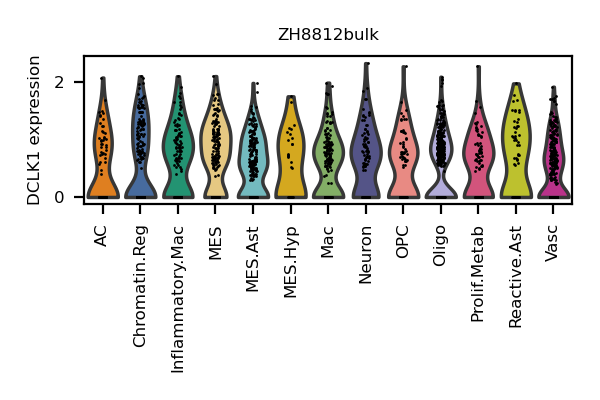 ZH8812bulk
DCLK1 expression
2
0
AC
Chromatin.Reg
Inflammatory.Mac
MES
MES.Ast
MES.Hyp
Mac
Neuron
OPC
Oligo
Prolif.Metab
Reactive.Ast
Vasc